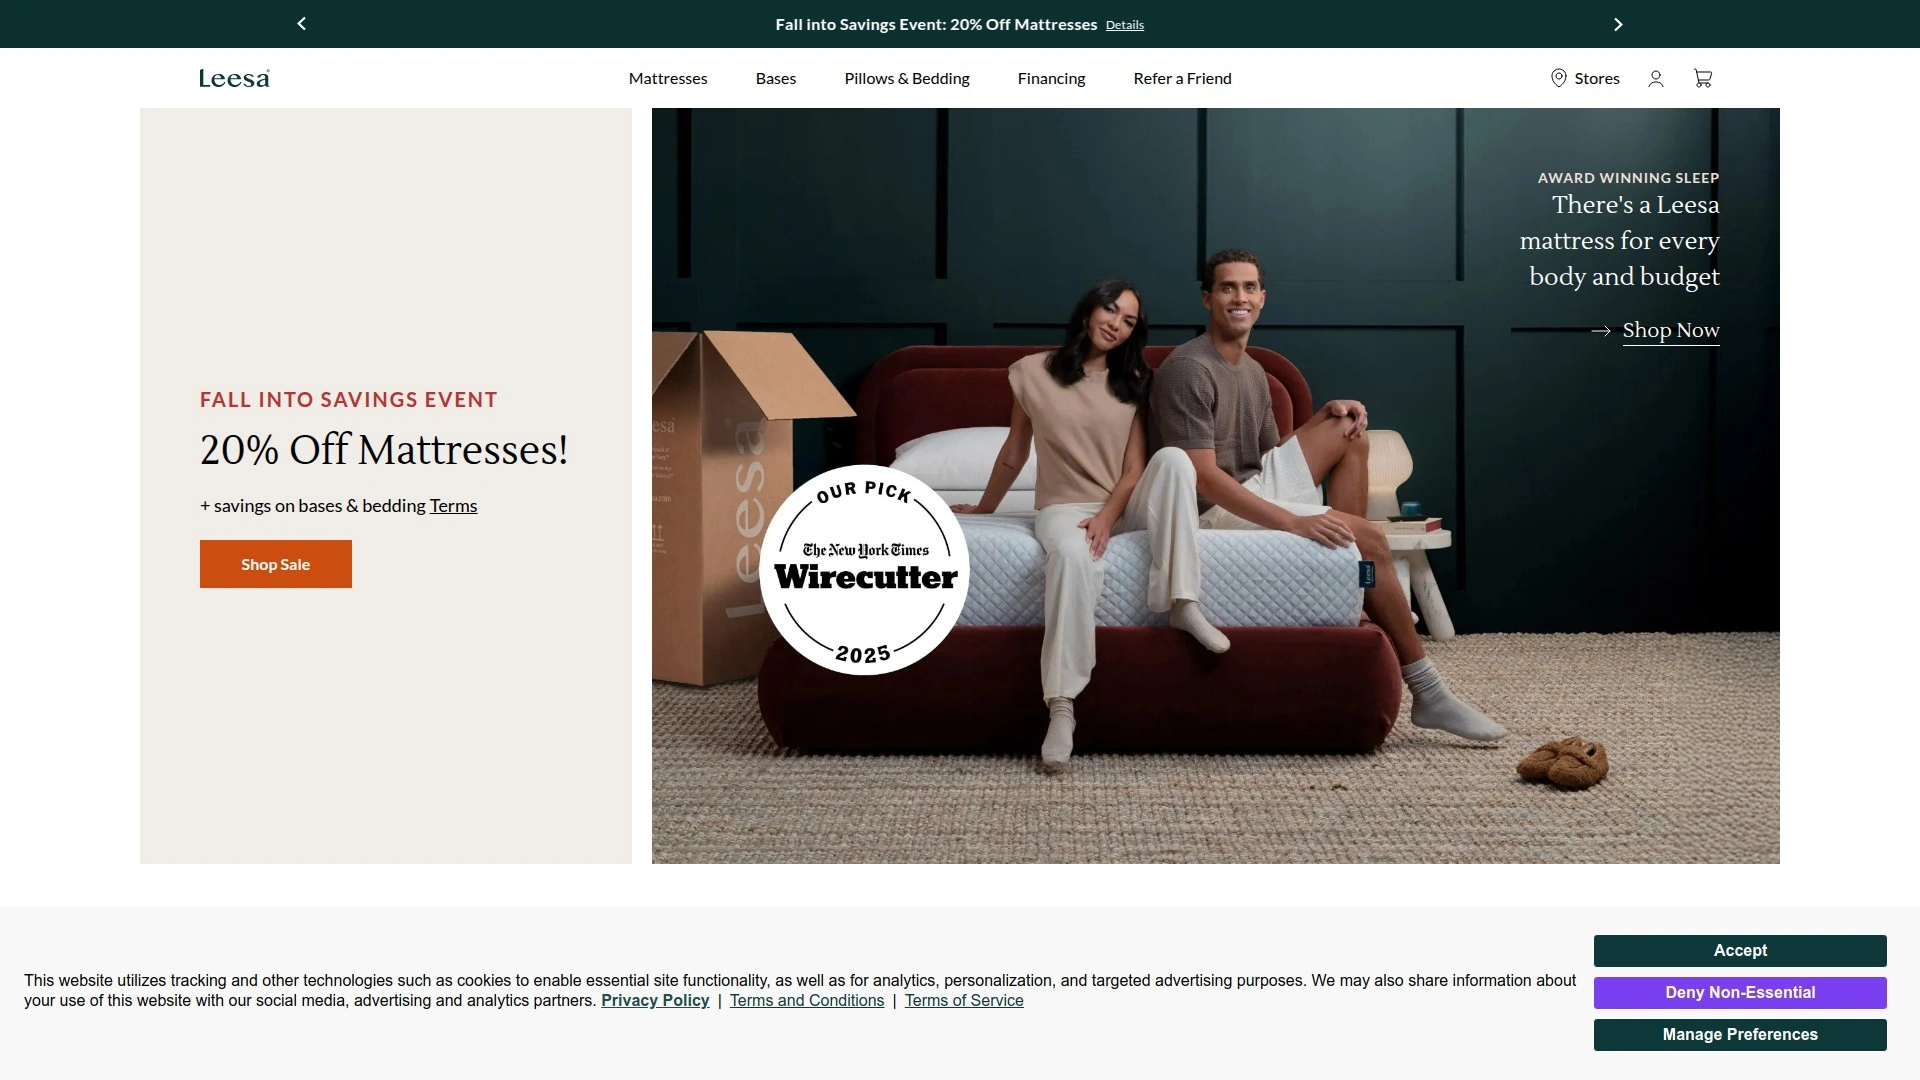 Fall into Savings Event: 20% Off Mattresses Details
Leesa
Mattresses
Bases
Pillows & Bedding
Financing
Refer a Friend
Stores
FALL INTO SAVINGS EVENT
20% Off Mattresses!
+ savings on bases & bedding Terms
Shop Sale
AWARD WINNING SLEEP
There's a Leesa
mattress for every
body and budget
Shop Now
leesa
OUR PICK
The New York Times
Wirecutter
2025
This website utilizes tracking and other technologies such as cookies to enable essential site functionality, as well as for analytics, personalization, and targeted advertising purposes. We may also share information about
your use of this website with our social media, advertising and analytics partners. Privacy Policy | Terms and Conditions | Terms of Service
Accept
Deny Non-Essential
Manage Preferences